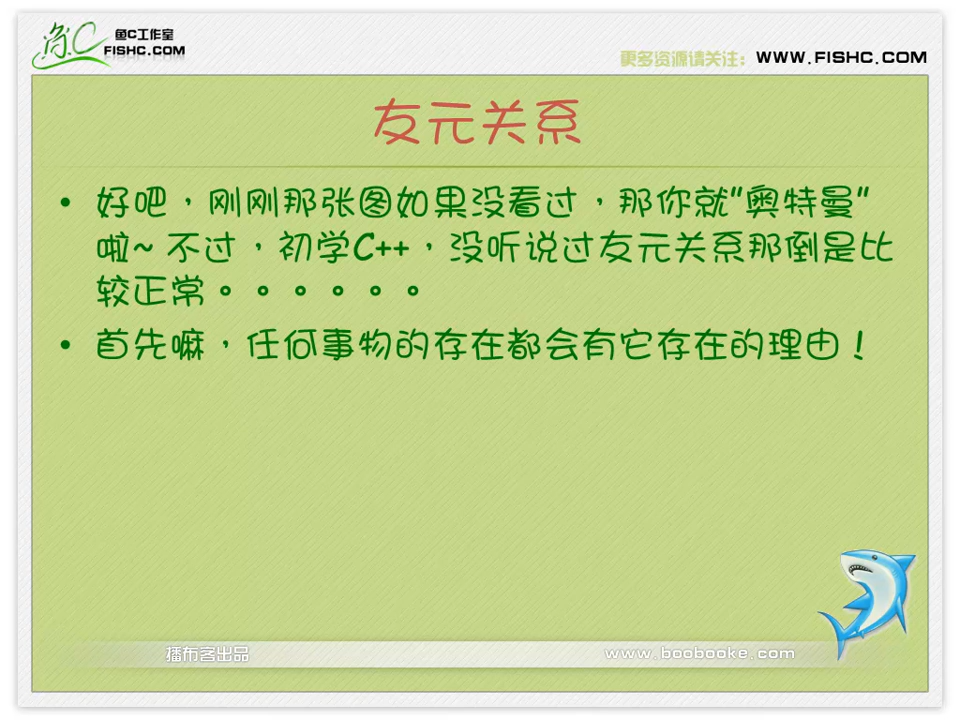 鱼C工作室
FISHC.COM
更多资源请关注：WWW.FISHC.COM
友元关系
• 好吧，刚刚那张图如果没看过，那你就"奥特曼"
啦~ 不过，初学C++，没听说过友元关系那倒是比
较正常。。。。。。
• 首先嘛，任何事物的存在都会有它存在的理由！
播布客出品
www.boobooke.com